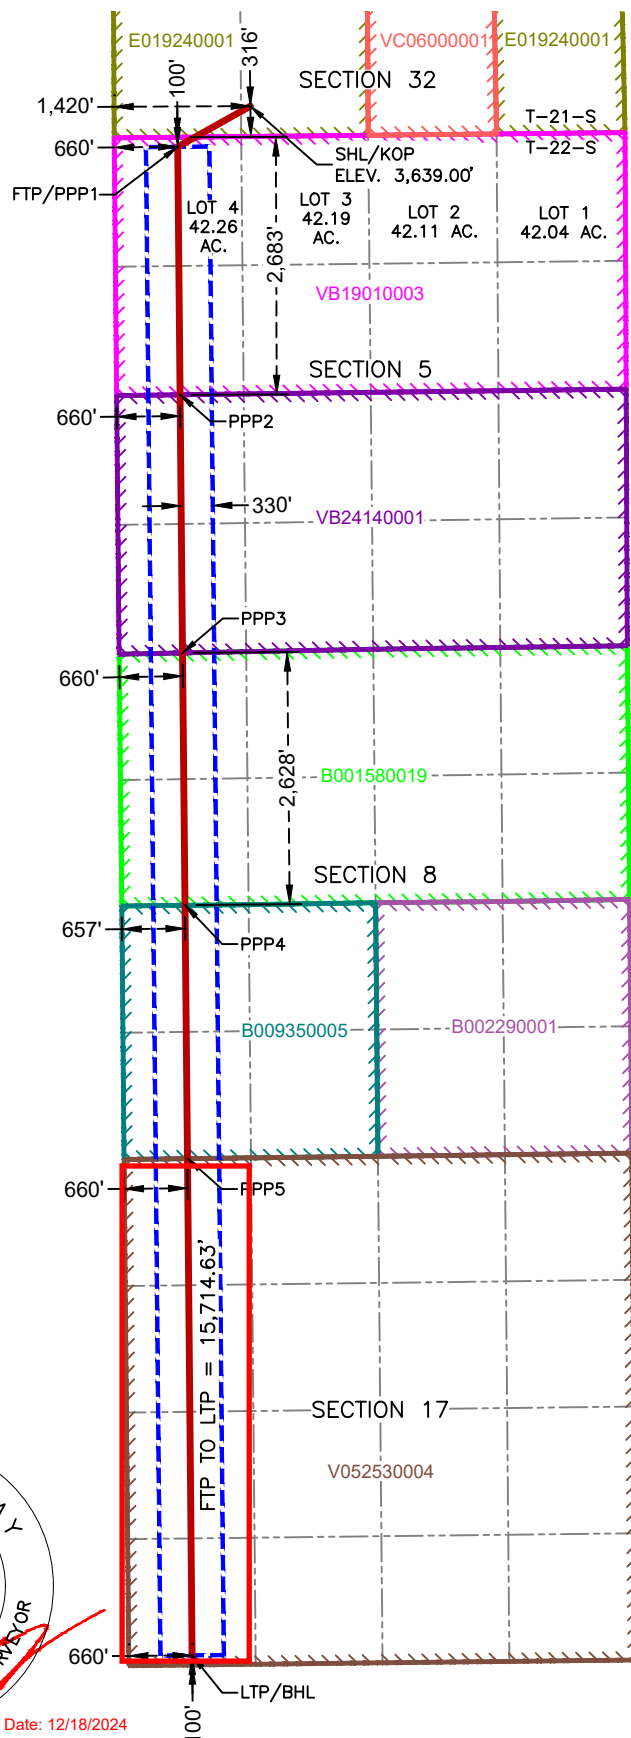 E019240001
VC06000001
E019240001
100'
316'
SECTION 32
1,420'
T-21-S
660'
T-22-S
SHL/KOP
ELEV. 3,639.00'
FTP/PPP1
LOT 4
42.26
AC.
LOT 3
42.19
AC.
LOT 2
42.11 AC.
LOT 1
42.04 AC.
2,683'
VB19010003
SECTION 5
660'
PPP2
330'
VB24140001
PPP3
660'
2,628'
B001580019
SECTION 8
657'
PPP4
B009350005
B002290001
660'
PPP5
FTP TO LTP = 15,714.63'
SECTION 17
V052530004
660'
LTP/BHL
100'
Date: 12/18/2024